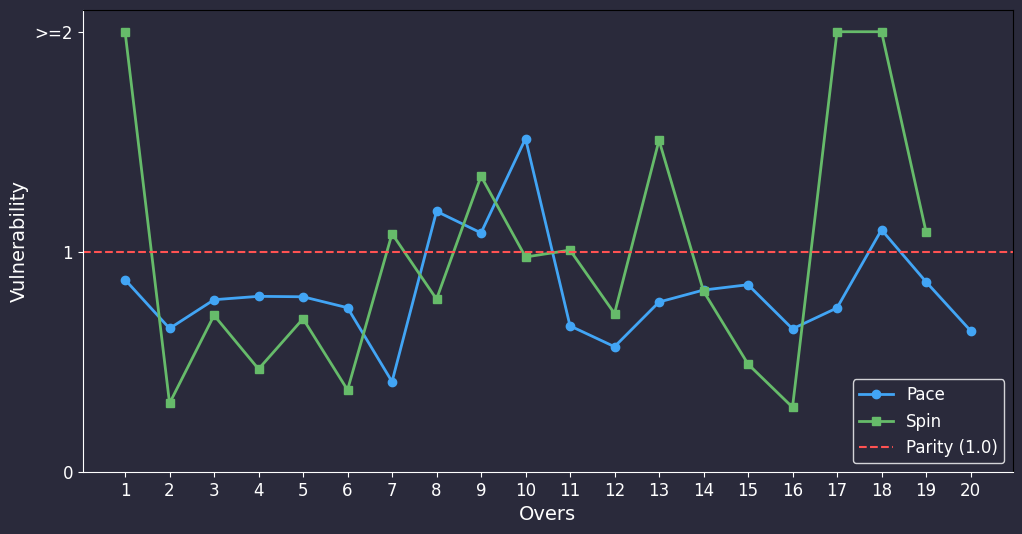 Vulnerability
>=2
1
0
Pace
Spin
Parity (1.0)
1 2 3 4 5 6 7 8 9 10 11 12 13 14 15 16 17 18 19 20
Overs